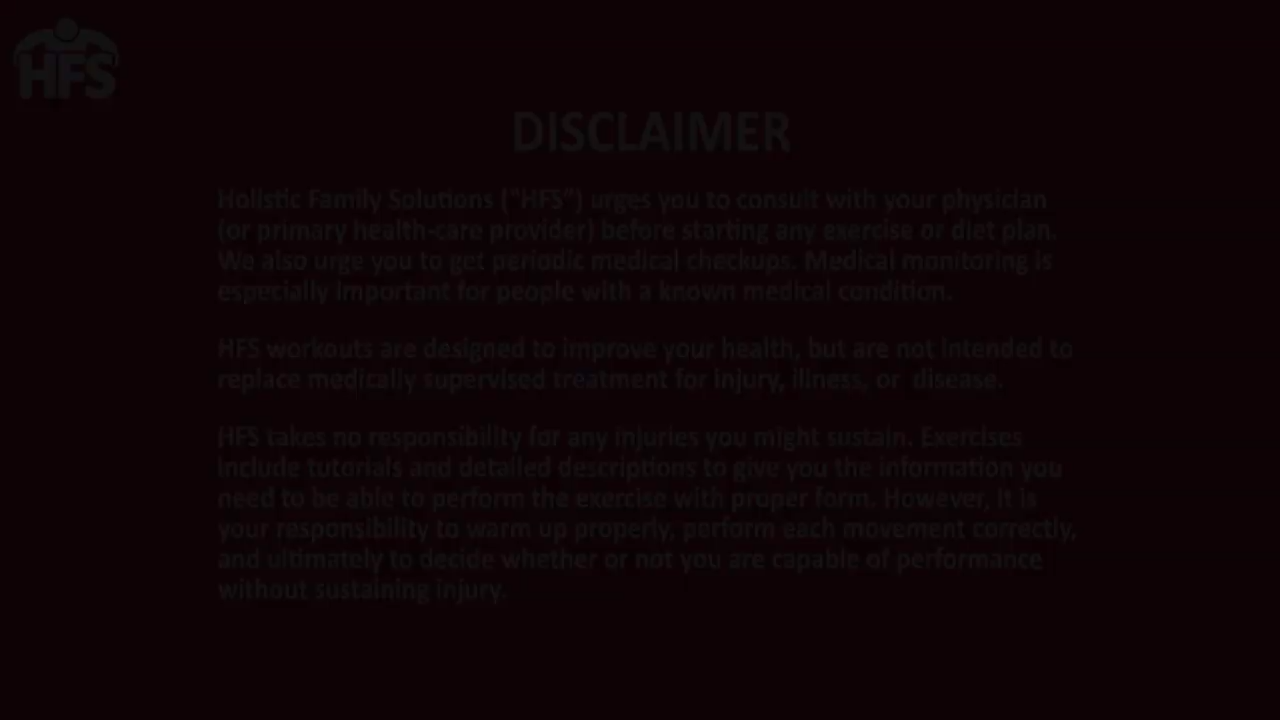 HFS
DISCLAIMER
Holistic Family Solutions ("HFS") urges you to consult with your physician
(or primary health-care provider) before starting any exercise or diet plan.
We also urge you to get periodic medical checkups. Medical monitoring is
especially important for people with a known medical condition.
HFS workouts are designed to improve your health, but are not intended to
replace medically supervised treatment for injury, illness, or disease.
HFS takes no responsibility for any injuries you might sustain. Exercises
include tutorials and detailed descriptions to give you the information you
need to be able to perform the exercise with proper form. However, it is
your responsibility to warm up properly, perform each movement correctly,
and ultimately to decide whether or not you are capable of performance
without sustaining injury.